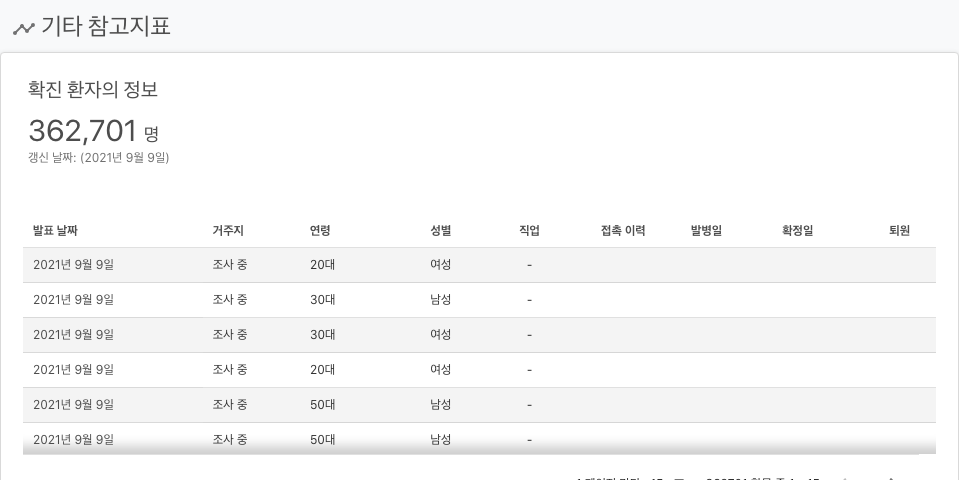 기타 참고지표
확진 환자의 정보
362,701 명
갱신 날짜: (2021년 9월 9일)
발표 날짜 거주지 연령 성별 직업 접촉 이력 발병일 확정일 퇴원
2021년 9월 9일 조사 중 20대 여성 -
2021년 9월 9일 조사 중 30대 남성 -
2021년 9월 9일 조사 중 30대 여성 -
2021년 9월 9일 조사 중 20대 여성 -
2021년 9월 9일 조사 중 50대 남성 -
2021년 9월 9일 조사 중 50대 남성 -